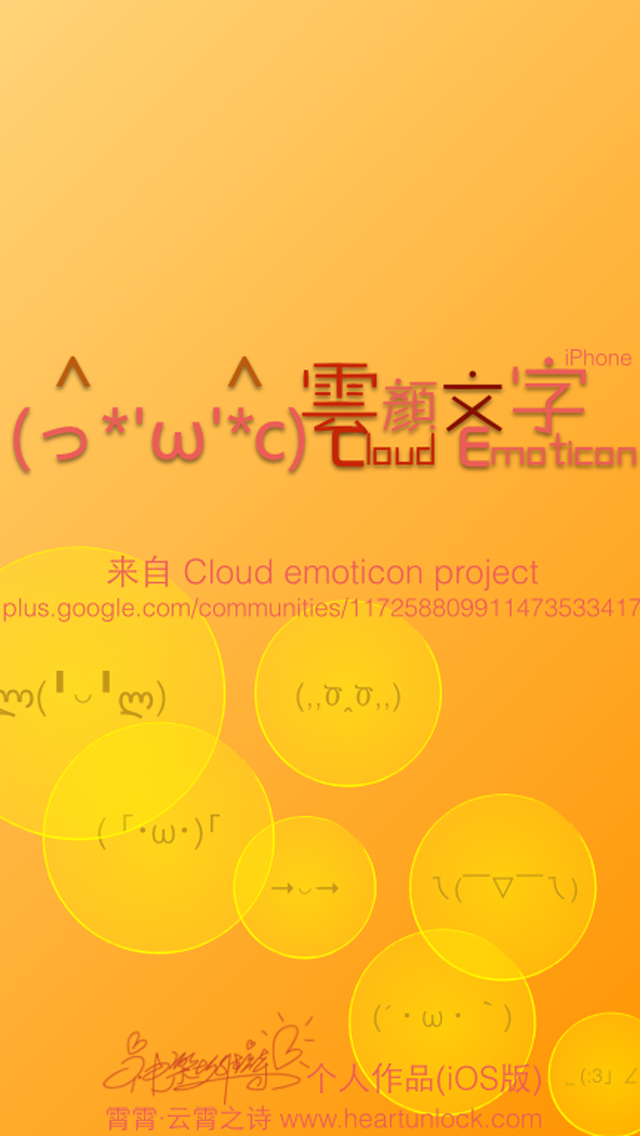 iPhone
^ ^
(っ*'ω'*c)雲顏文字
Cloud Emoticon
来自 Cloud emoticon project
plus.google.com/communities/117258809911473533417
ლ(╹◡╹ლ)
(,,ఠ‸ఠ,,)
(「･ω･)「
→◡→
╮(￣▽￣╮)
(´・ω・｀)
_(:3」∠
个人作品(iOS版)
霄霄·云霄之诗 www.heartunlock.com